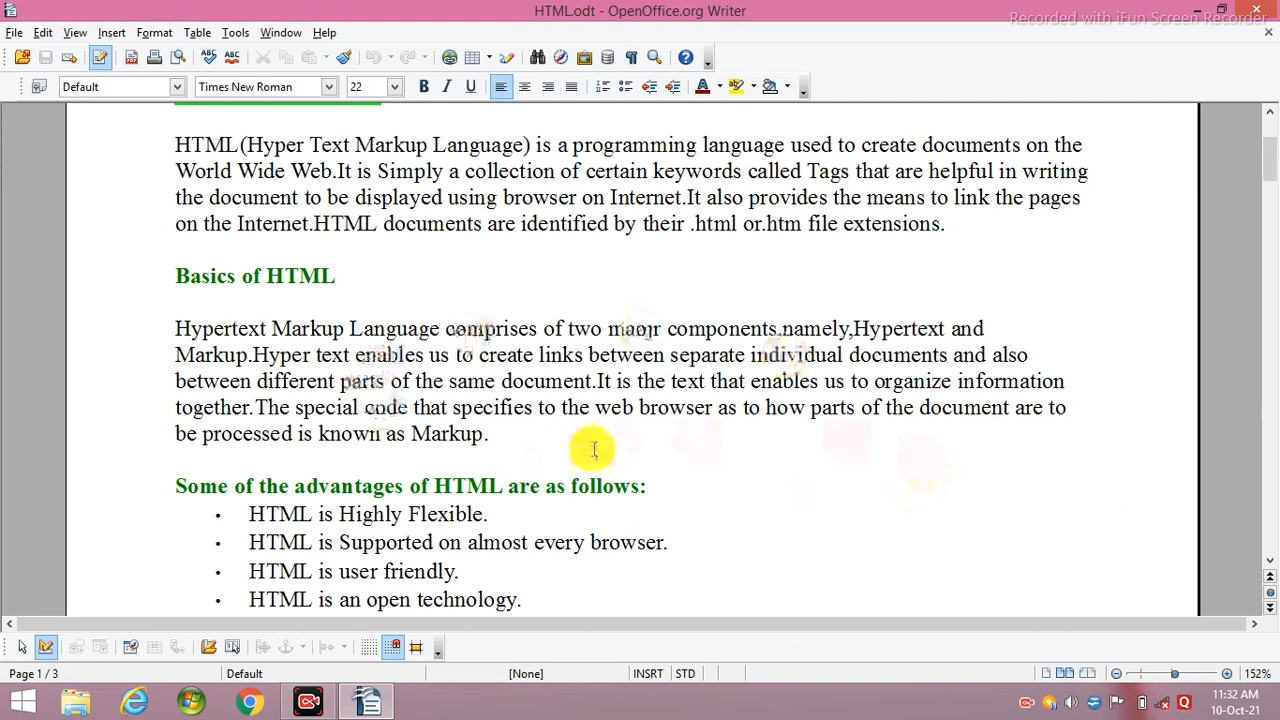 HTML.odt - OpenOffice.org Writer
Recorded with iFun Screen Recorder
File Edit View Insert Format Table Tools Window Help
Default Times New Roman 22
HTML(Hyper Text Markup Language) is a programming language used to create documents on the
World Wide Web.It is Simply a collection of certain keywords called Tags that are helpful in writing
the document to be displayed using browser on Internet.It also provides the means to link the pages
on the Internet.HTML documents are identified by their .html or.htm file extensions.
Basics of HTML
Hypertext Markup Language comprises of two components.namely,Hypertext and
Markup.Hyper text enables us to create links between separate individual documents and also
between different parts of the same document.It is the text that enables us to organize information
together.The special code that specifies to the web browser as to how parts of the document are to
be processed is known as Markup.
Some of the advantages of HTML are as follows:
• HTML is Highly Flexible.
• HTML is Supported on almost every browser.
• HTML is user friendly.
• HTML is an open technology.
Page 1 / 3 Default [None] INSRT STD 152%
11:32 AM
10-Oct-21